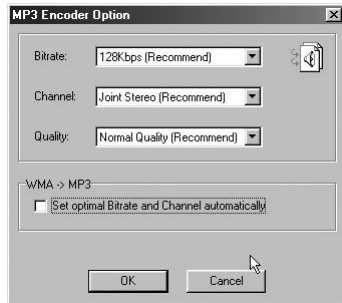 MP3 Encoder Option
Bitrate: 128Kbps (Recommend)
Channel: Joint Stereo (Recommend)
Quality: Normal Quality (Recommend)
WMA -> MP3
Set optimal Bitrate and Channel automatically
OK Cancel